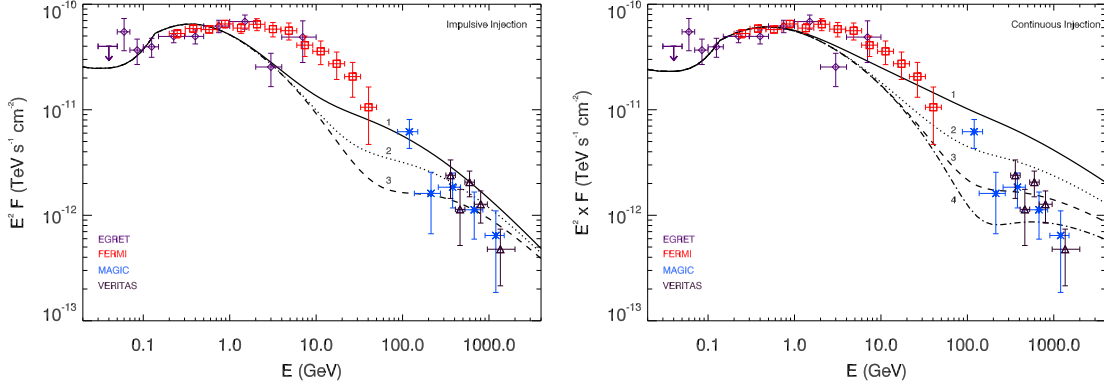 Impulsive Injection
10⁻¹⁰
10⁻¹¹
10⁻¹²
10⁻¹³
E² F (TeV s⁻¹ cm⁻²)
1
2
3
EGRET
FERMI
MAGIC
VERITAS
0.1 1.0 10.0 100.0 1000.0
E (GeV)
Continuous Injection
10⁻¹⁰
10⁻¹¹
10⁻¹²
10⁻¹³
E² x F (TeV s⁻¹ cm⁻²)
1
2
3
4
EGRET
FERMI
MAGIC
VERITAS
0.1 1.0 10.0 100.0 1000.0
E (GeV)